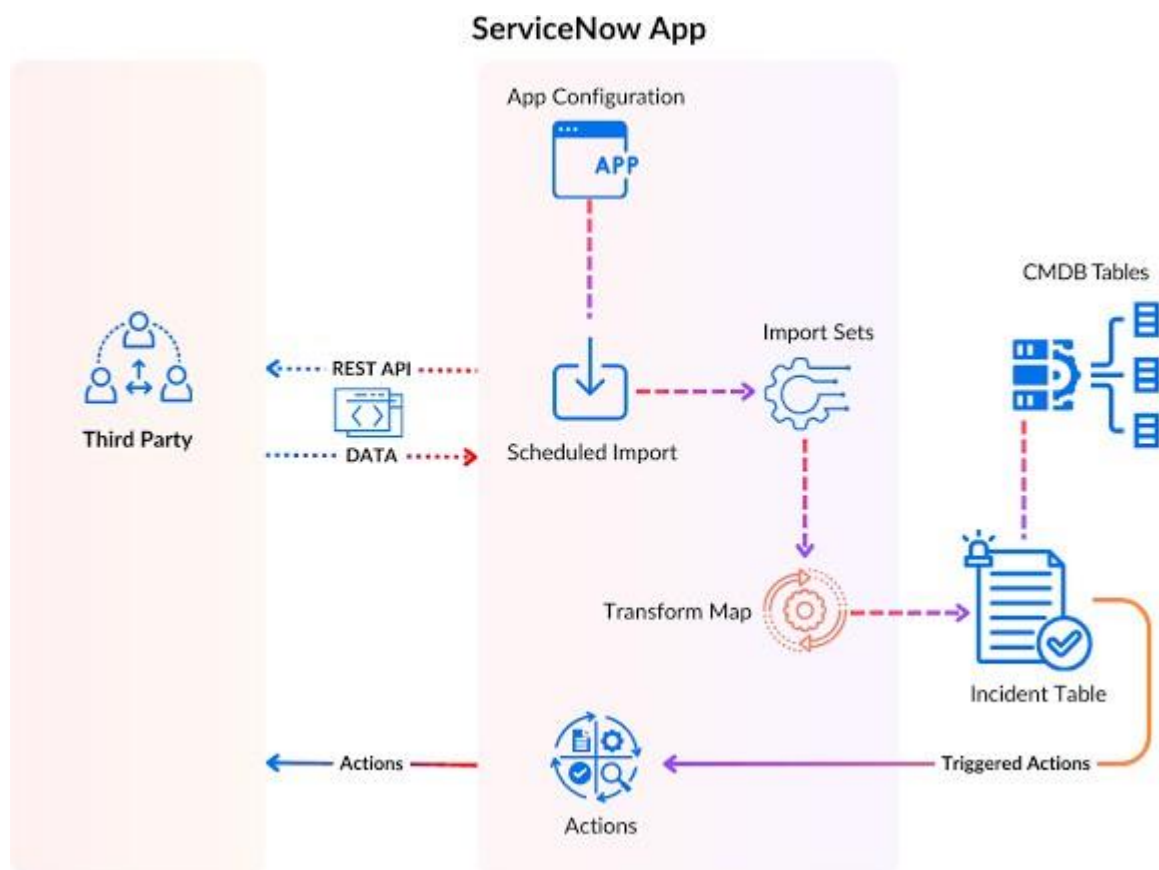 ServiceNow App
App Configuration
APP
CMDB Tables
Import Sets
REST API
Third Party
DATA
Scheduled Import
Transform Map
Incident Table
Actions
Triggered Actions
Actions